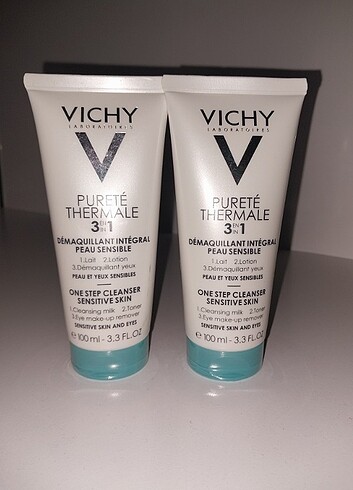 VICHY
LABORATOIRES
V
PURETÉ
THERMALE
3 EN IN 1
DÉMAQUILLANT INTÉGRAL
PEAU SENSIBLE
1.Lait 2.Lotion
3.Démaquillant yeux
PEAU ET YEUX SENSIBLES
ONE STEP CLEANSER
SENSITIVE SKIN
1.Cleansing milk 2.Toner
3.Eye make-up remover
SENSITIVE SKIN AND EYES
e 100 ml - 3.3 FL.OZ
VICHY
LABORATOIRES
V
PURETÉ
THERMALE
3 EN IN 1
DÉMAQUILLANT INTÉGRAL
PEAU SENSIBLE
1.Lait 2.Lotion
3.Démaquillant yeux
PEAU ET YEUX SENSIBLES
ONE STEP CLEANSER
SENSITIVE SKIN
1.Cleansing milk 2.Toner
3.Eye make-up remover
SENSITIVE SKIN AND EYES
e 100 ml - 3.3 FL.OZ